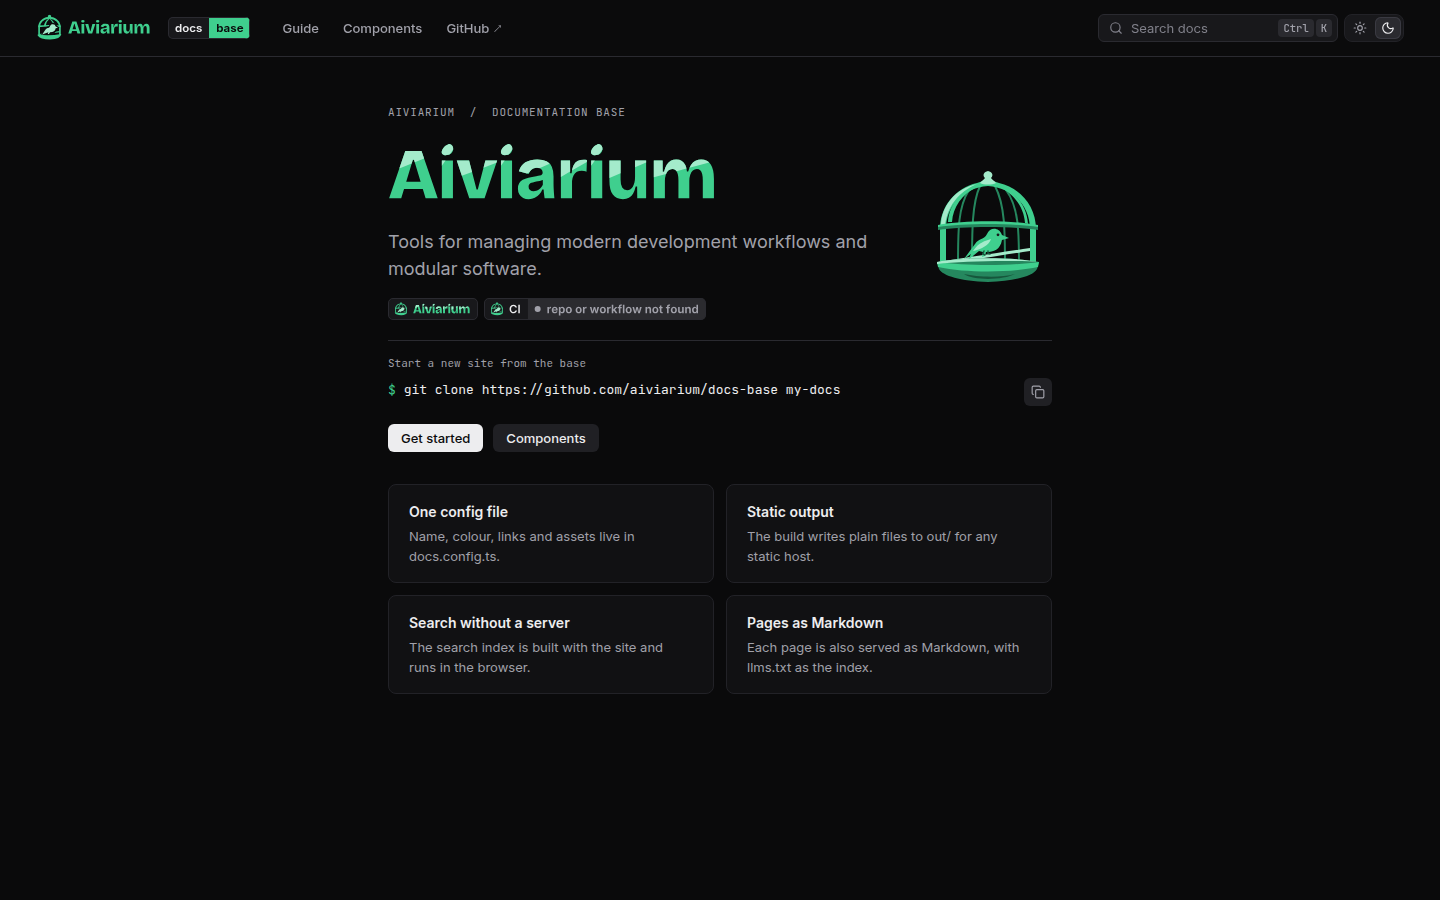 Aiviarium docs base Guide Components GitHub ↗ Search docs Ctrl K
AIVIARIUM / DOCUMENTATION BASE
Aiviarium
Tools for managing modern development workflows and
modular software.
Aiviarium CI repo or workflow not found
Start a new site from the base
$ git clone https://github.com/aiviarium/docs-base my-docs
Get started Components
One config file
Name, colour, links and assets live in
docs.config.ts.
Static output
The build writes plain files to out/ for any
static host.
Search without a server
The search index is built with the site and
runs in the browser.
Pages as Markdown
Each page is also served as Markdown, with
llms.txt as the index.